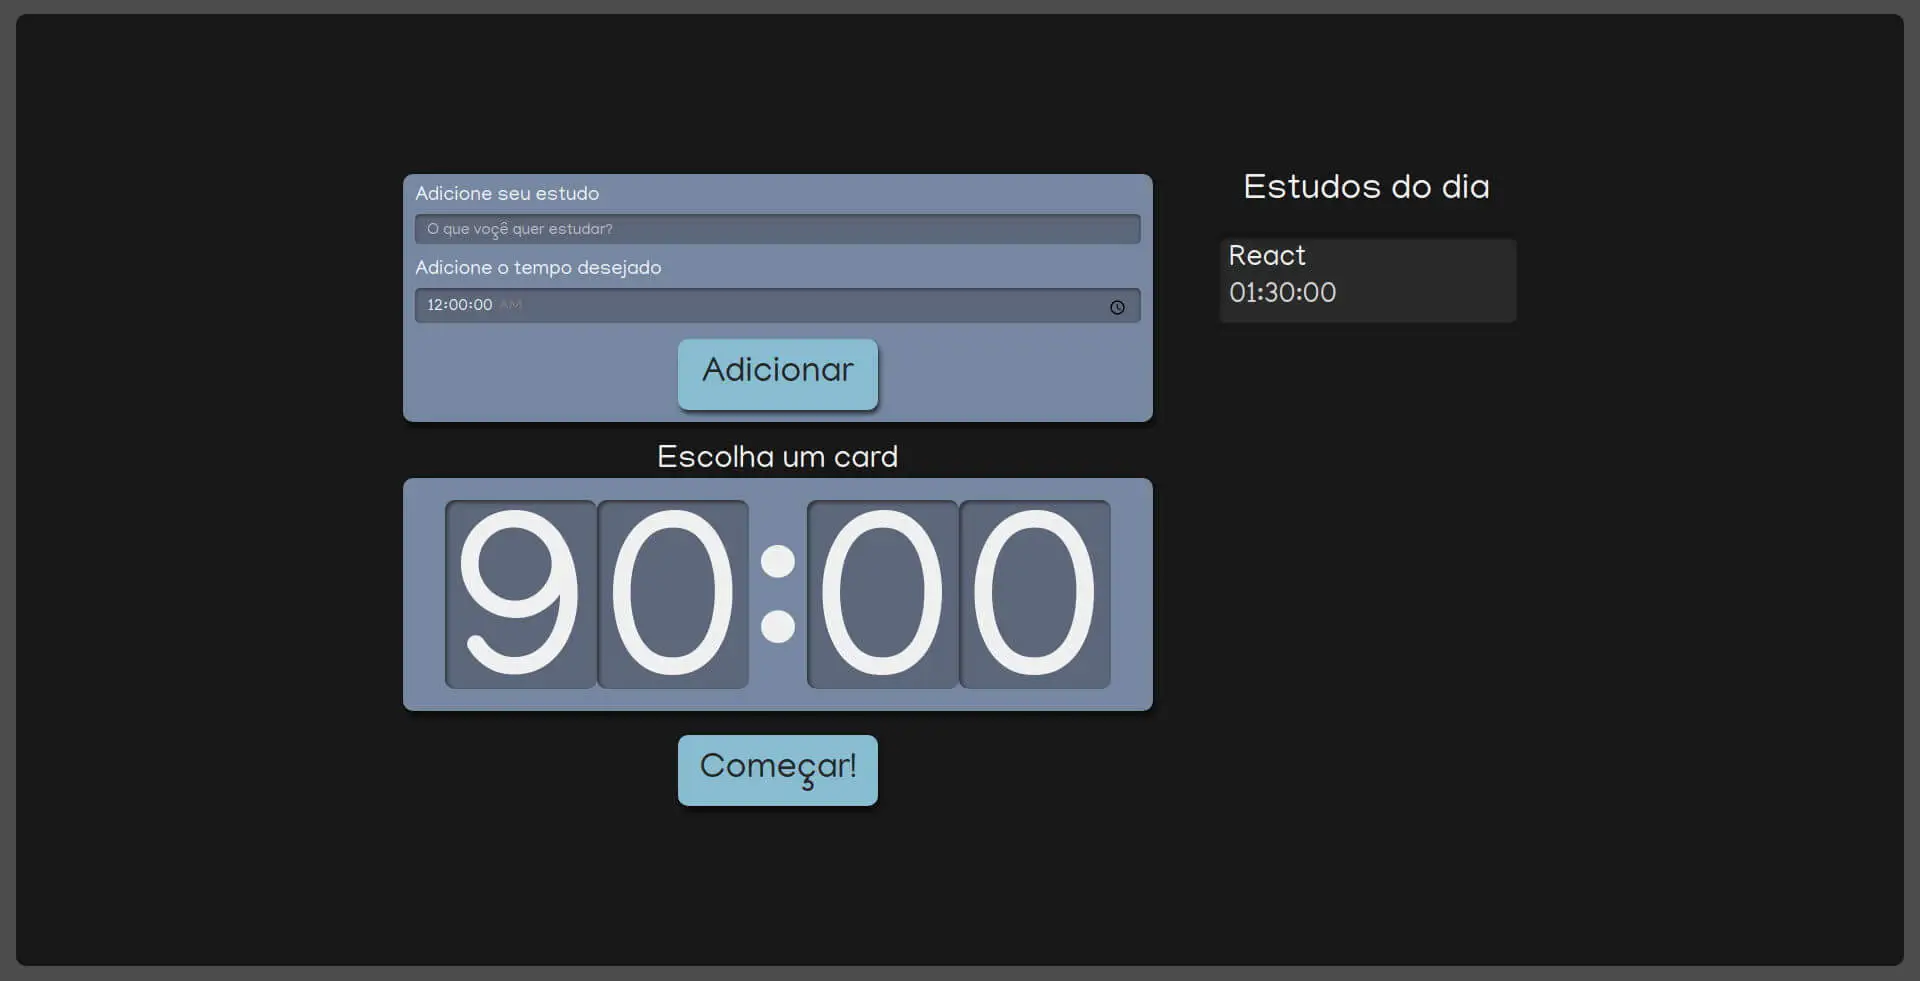 Adicione seu estudo
O que voçê quer estudar?
Adicione o tempo desejado
12:00:00 AM
Adicionar
Escolha um card
90:00
Começar!
Estudos do dia
React
01:30:00